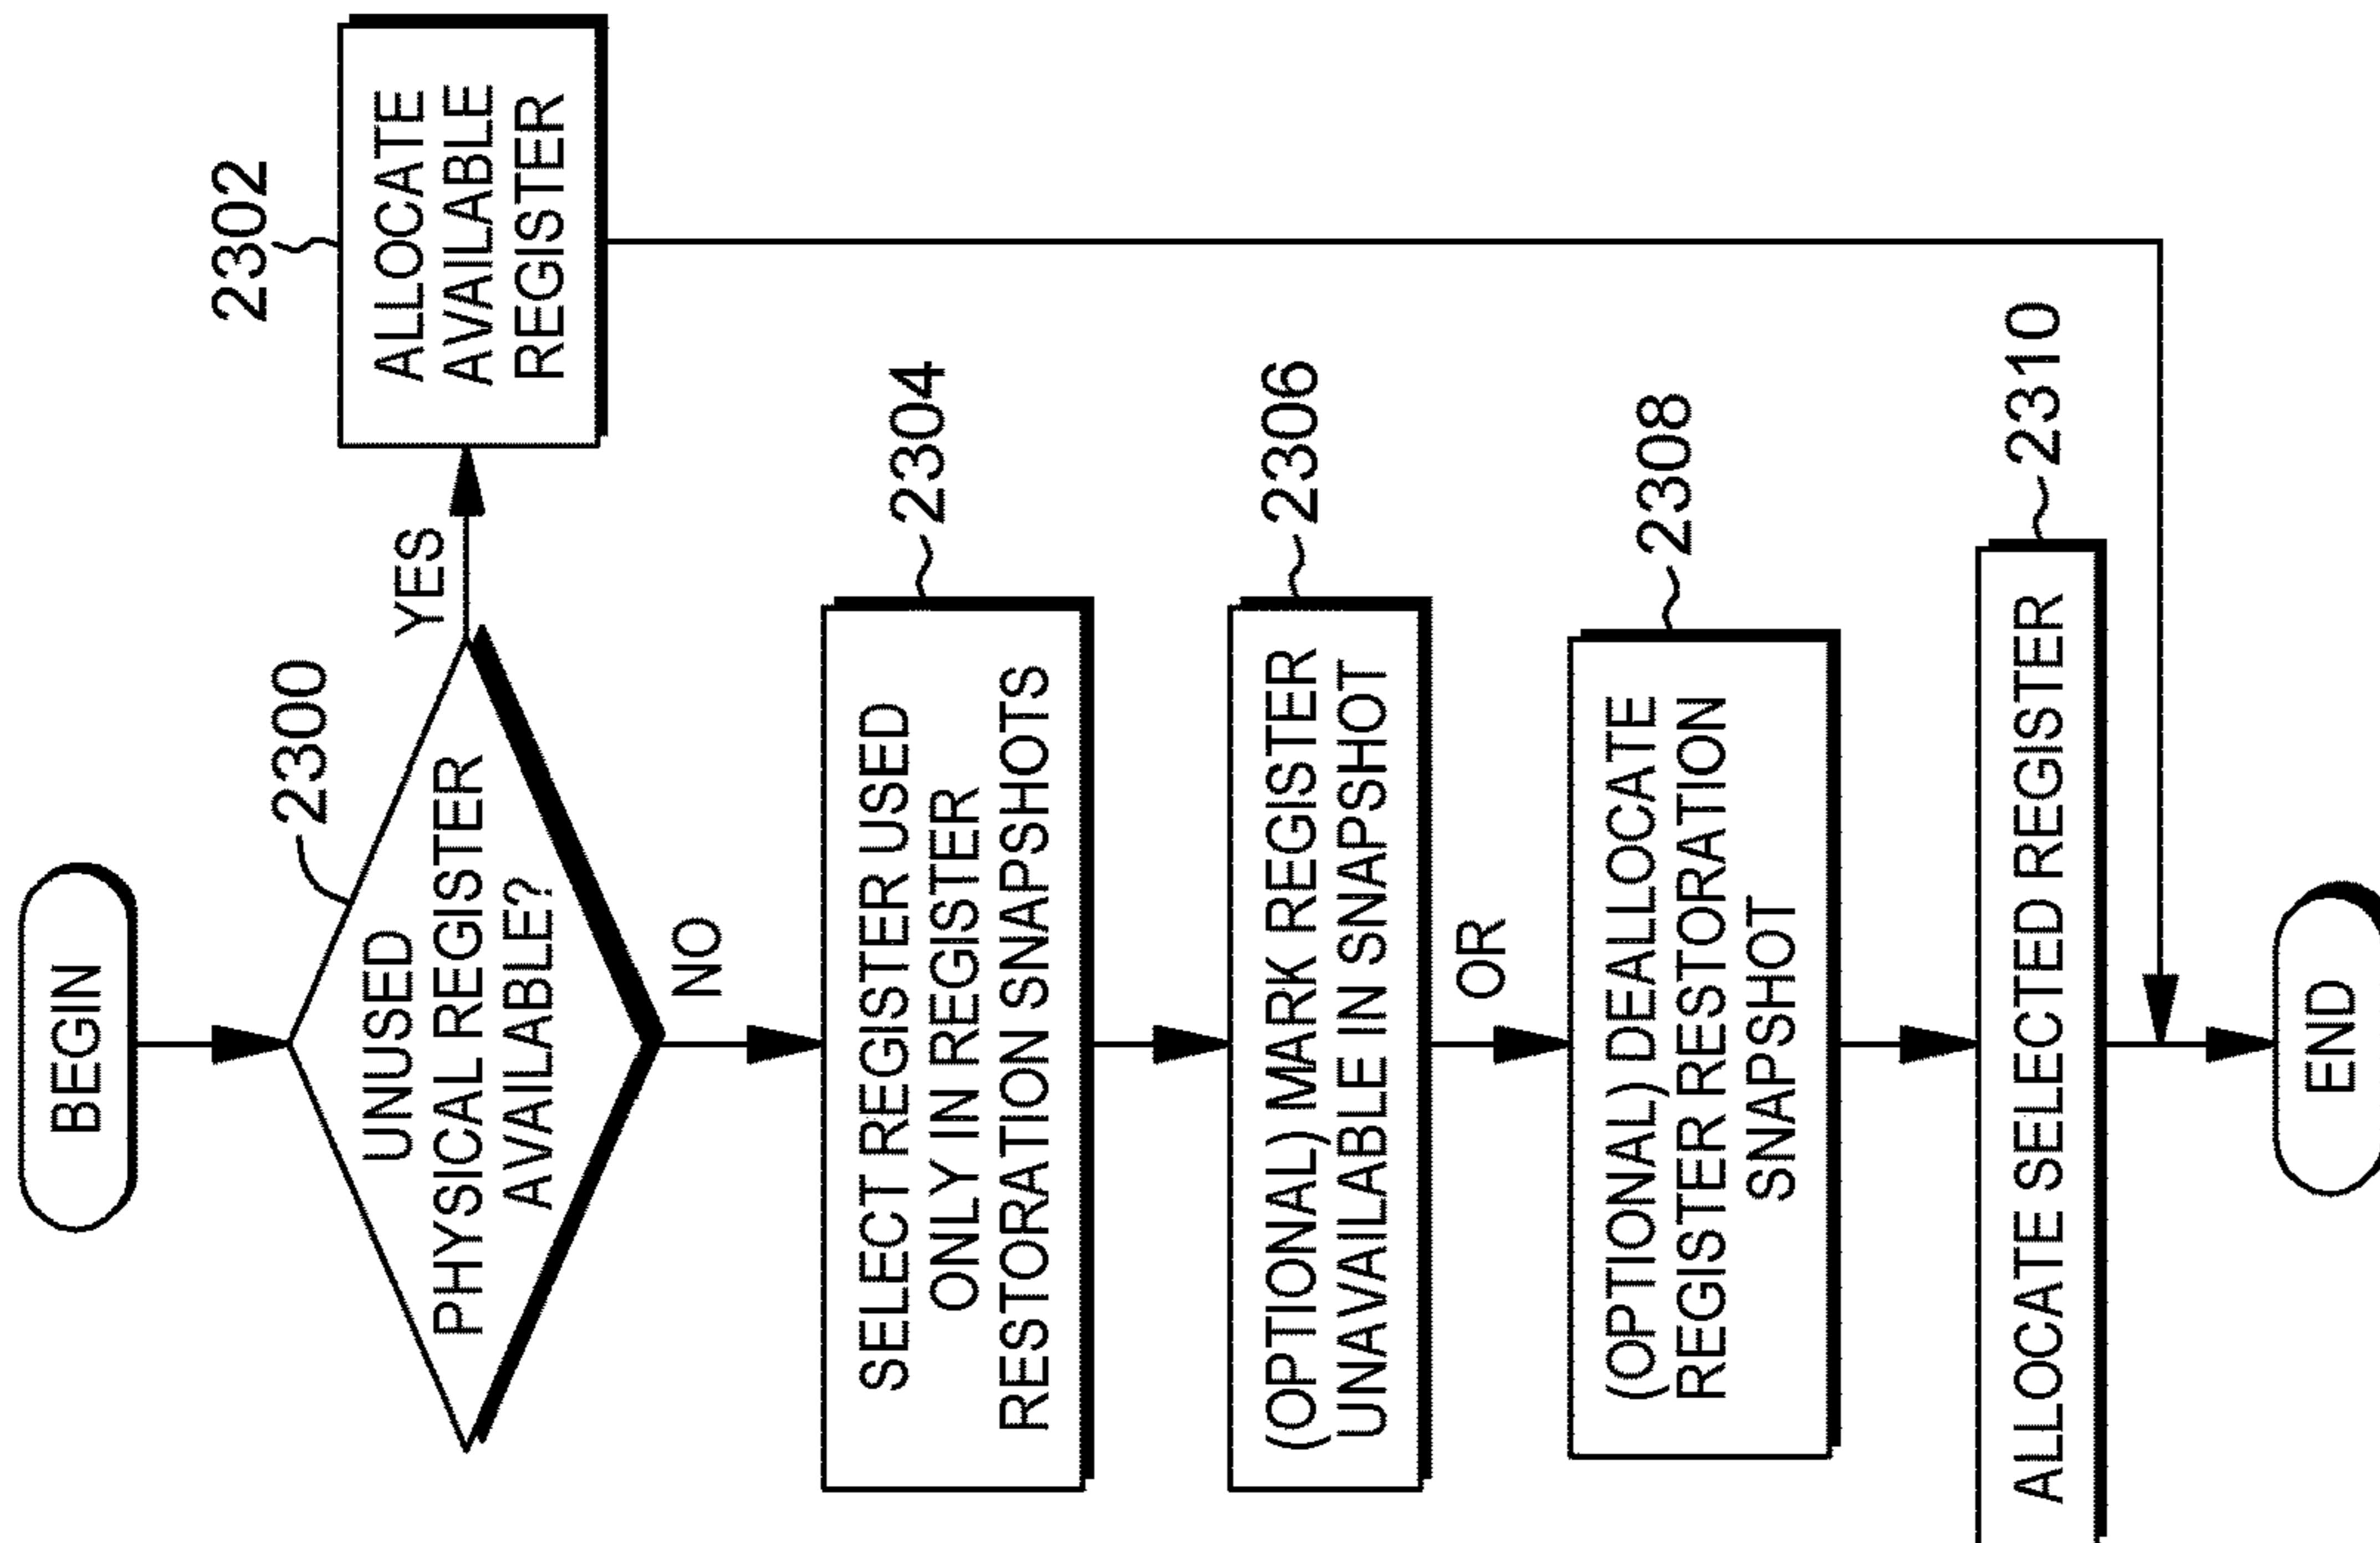 BEGIN
2300
UNUSED
PHYSICAL REGISTER
AVAILABLE?
YES
2302
ALLOCATE
AVAILABLE
REGISTER
NO
2304
SELECT REGISTER USED
ONLY IN REGISTER
RESTORATION SNAPSHOTS
2306
(OPTIONAL) MARK REGISTER
UNAVAILABLE IN SNAPSHOT
OR
2308
(OPTIONAL) DEALLOCATE
REGISTER RESTORATION
SNAPSHOT
2310
ALLOCATE SELECTED REGISTER
END